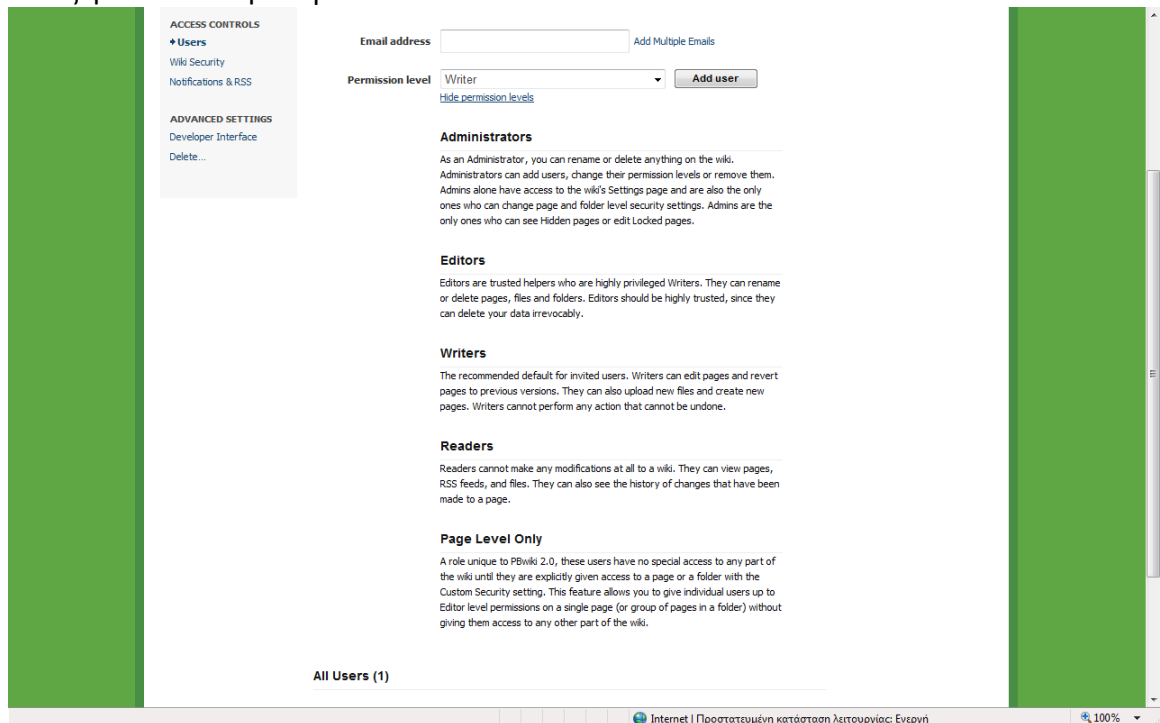 ACCESS CONTROLS
Users
Wiki Security
Notifications & RSS
ADVANCED SETTINGS
Developer Interface
Delete...
Email address
Add Multiple Emails
Permission level
Writer
Add user
Hide permission levels
Administrators
As an Administrator, you can rename or delete anything on the wiki.
Administrators can add users, change their permission levels or remove them.
Admins alone have access to the wiki's Settings page and are also the only
ones who can change page and folder level security settings. Admins are the
only ones who can see Hidden pages or edit Locked pages.
Editors
Editors are trusted helpers who are highly privileged Writers. They can rename
or delete pages, files and folders. Editors should be highly trusted, since they
can delete your data irrevocably.
Writers
The recommended default for invited users. Writers can edit pages and revert
pages to previous versions. They can also upload new files and create new
pages. Writers cannot perform any action that cannot be undone.
Readers
Readers cannot make any modifications at all to a wiki. They can view pages,
RSS feeds, and files. They can also see the history of changes that have been
made to a page.
Page Level Only
A role unique to PBwiki 2.0, these users have no special access to any part of
the wiki until they are explicitly given access to a page or a folder with the
Custom Security setting. This feature allows you to give individual users up to
Editor level permissions on a single page (or group of pages in a folder) without
giving them access to any other part of the wiki.
All Users (1)
Internet | Προστατευμένη κατάσταση λειτουργίας: Ενεργή
100%